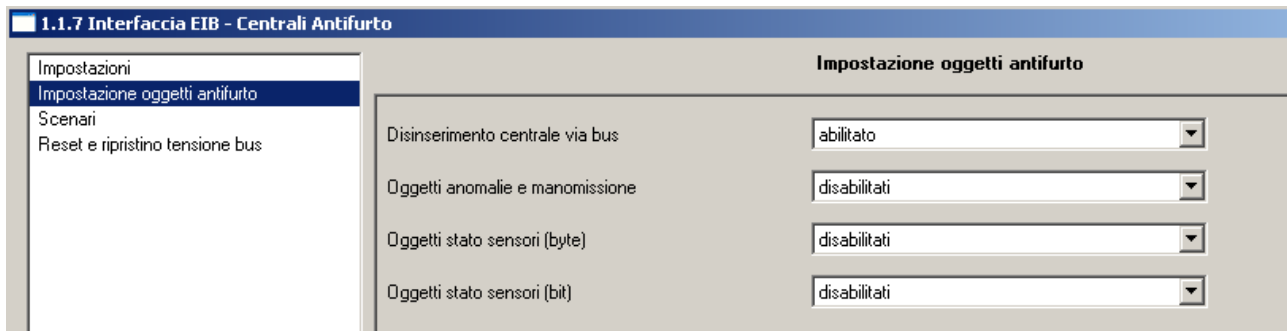 1.1.7 Interfaccia EIB - Centrali Antifurto
Impostazioni
Impostazione oggetti antifurto
Scenari
Reset e ripristino tensione bus
Impostazione oggetti antifurto
Disinserimento centrale via bus abilitato
Oggetti anomalie e manomissione disabilitati
Oggetti stato sensori (byte) disabilitati
Oggetti stato sensori (bit) disabilitati